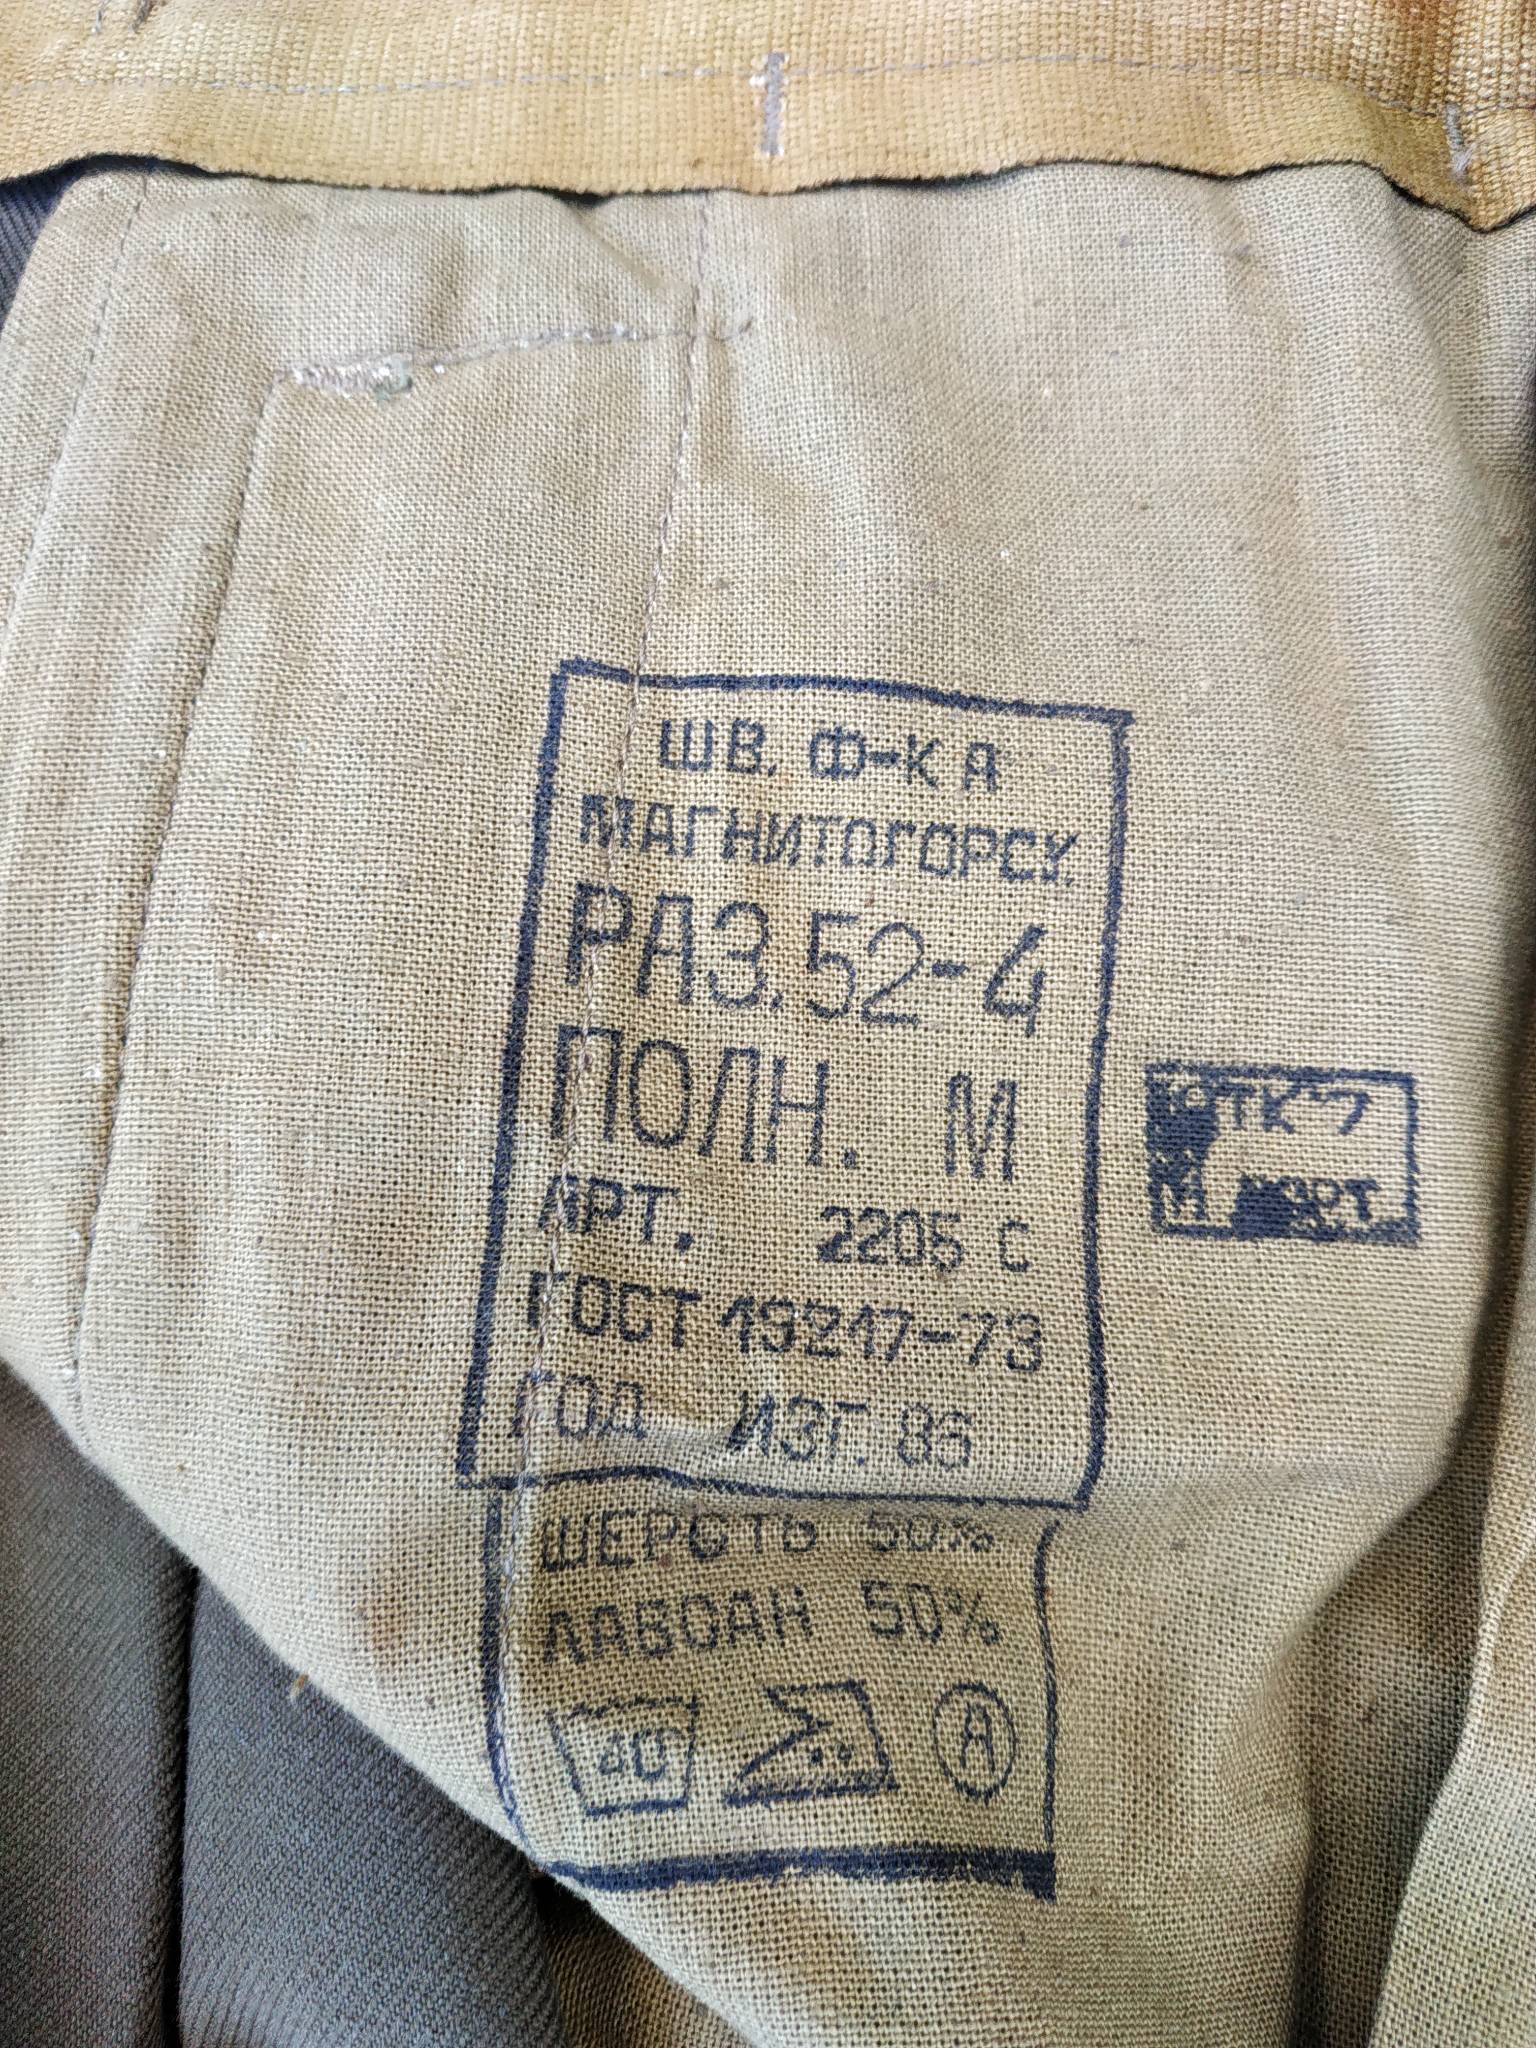 ШВ. Ф-КА
МАГНИТОГОРСК.
РАЗ. 52-4
ПОЛН. М
АРТ. 2205 С
ГОСТ 19217-73
ГОД ИЗГ. 86
ШЕРСТЬ 50%
ЛАВСАН 50%
40 А
ОТК 7